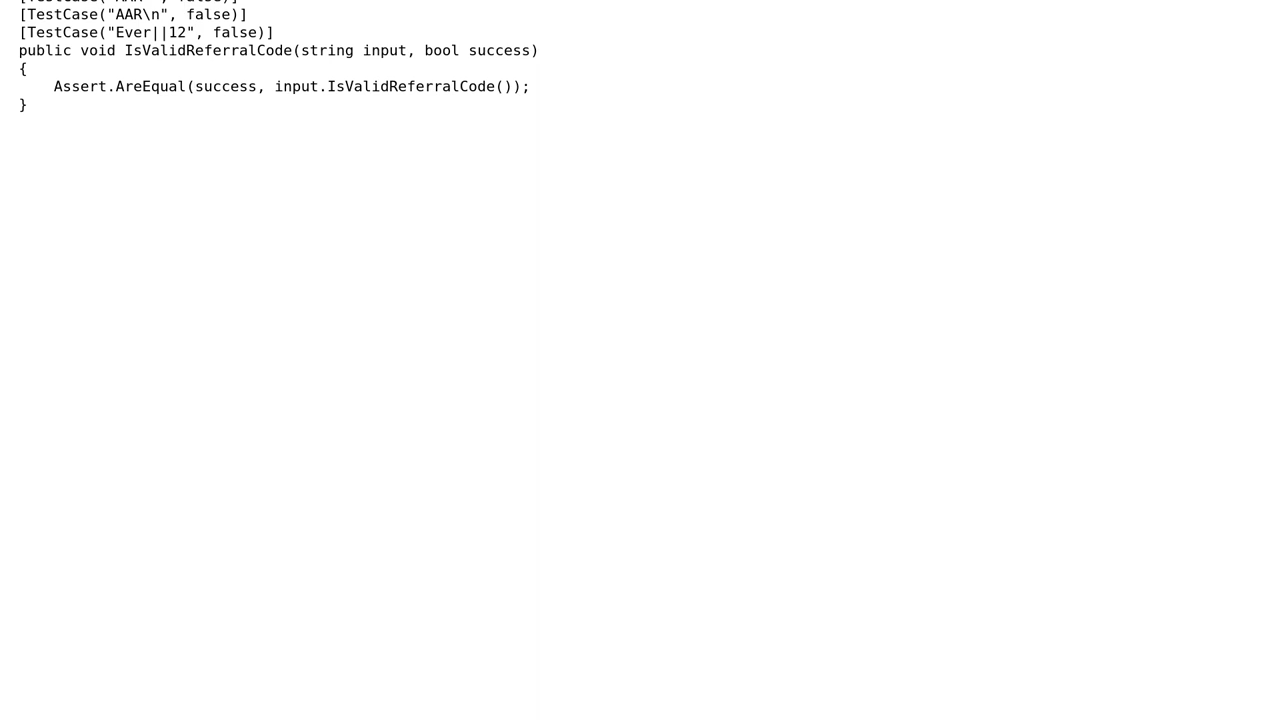 [TestCase("AAR\n", false)]
[TestCase("Ever||12", false)]
public void IsValidReferralCode(string input, bool success)
{
    Assert.AreEqual(success, input.IsValidReferralCode());
}